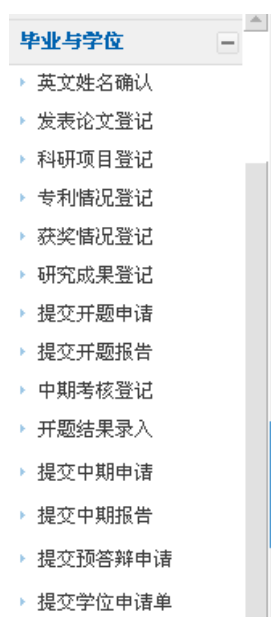 毕业与学位
英文姓名确认
发表论文登记
科研项目登记
专利情况登记
获奖情况登记
研究成果登记
提交开题申请
提交开题报告
中期考核登记
开题结果录入
提交中期申请
提交中期报告
提交预答辩申请
提交学位申请单